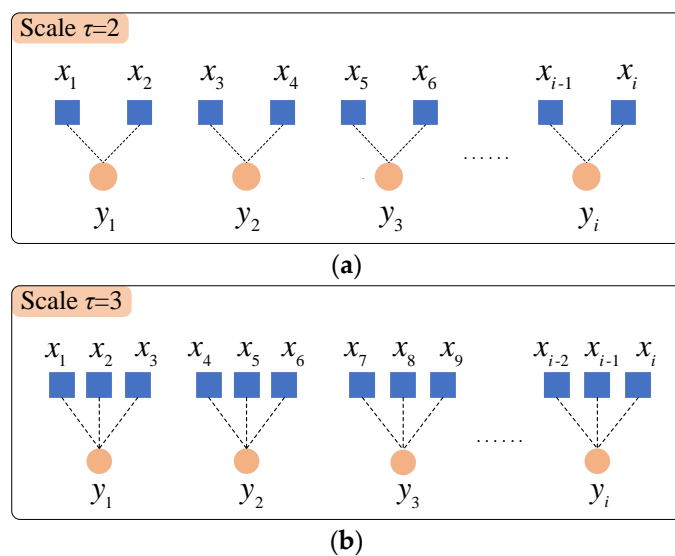 Scale τ=2
x₁ x₂ x₃ x₄ x₅ x₆ xᵢ₋₁ xᵢ
......
y₁ y₂ y₃ yᵢ
(a)
Scale τ=3
x₁ x₂ x₃ x₄ x₅ x₆ x₇ x₈ x₉ xᵢ₋₂ xᵢ₋₁ xᵢ
......
y₁ y₂ y₃ yᵢ
(b)